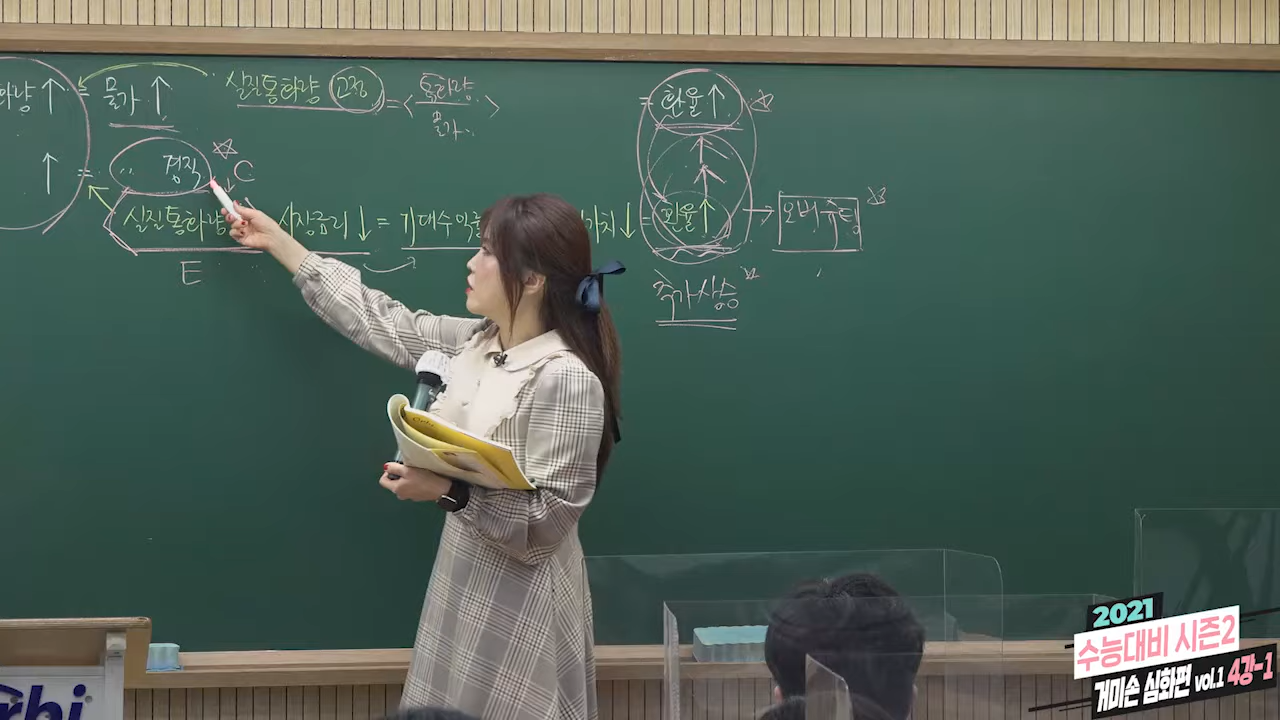 화량↑ = 물가↑ 실질통화량 고정 = < 통화량 / 물가 > = 환율↑
↑ = 〃 경직 C
실질통화량 시장금리↓ = 기대수익률 가치↓ = 환율↑ → 오버슈팅
E
추가상승
rbi
2021
수능대비 시즌2
거미손 심화편 vol.1 4강-1